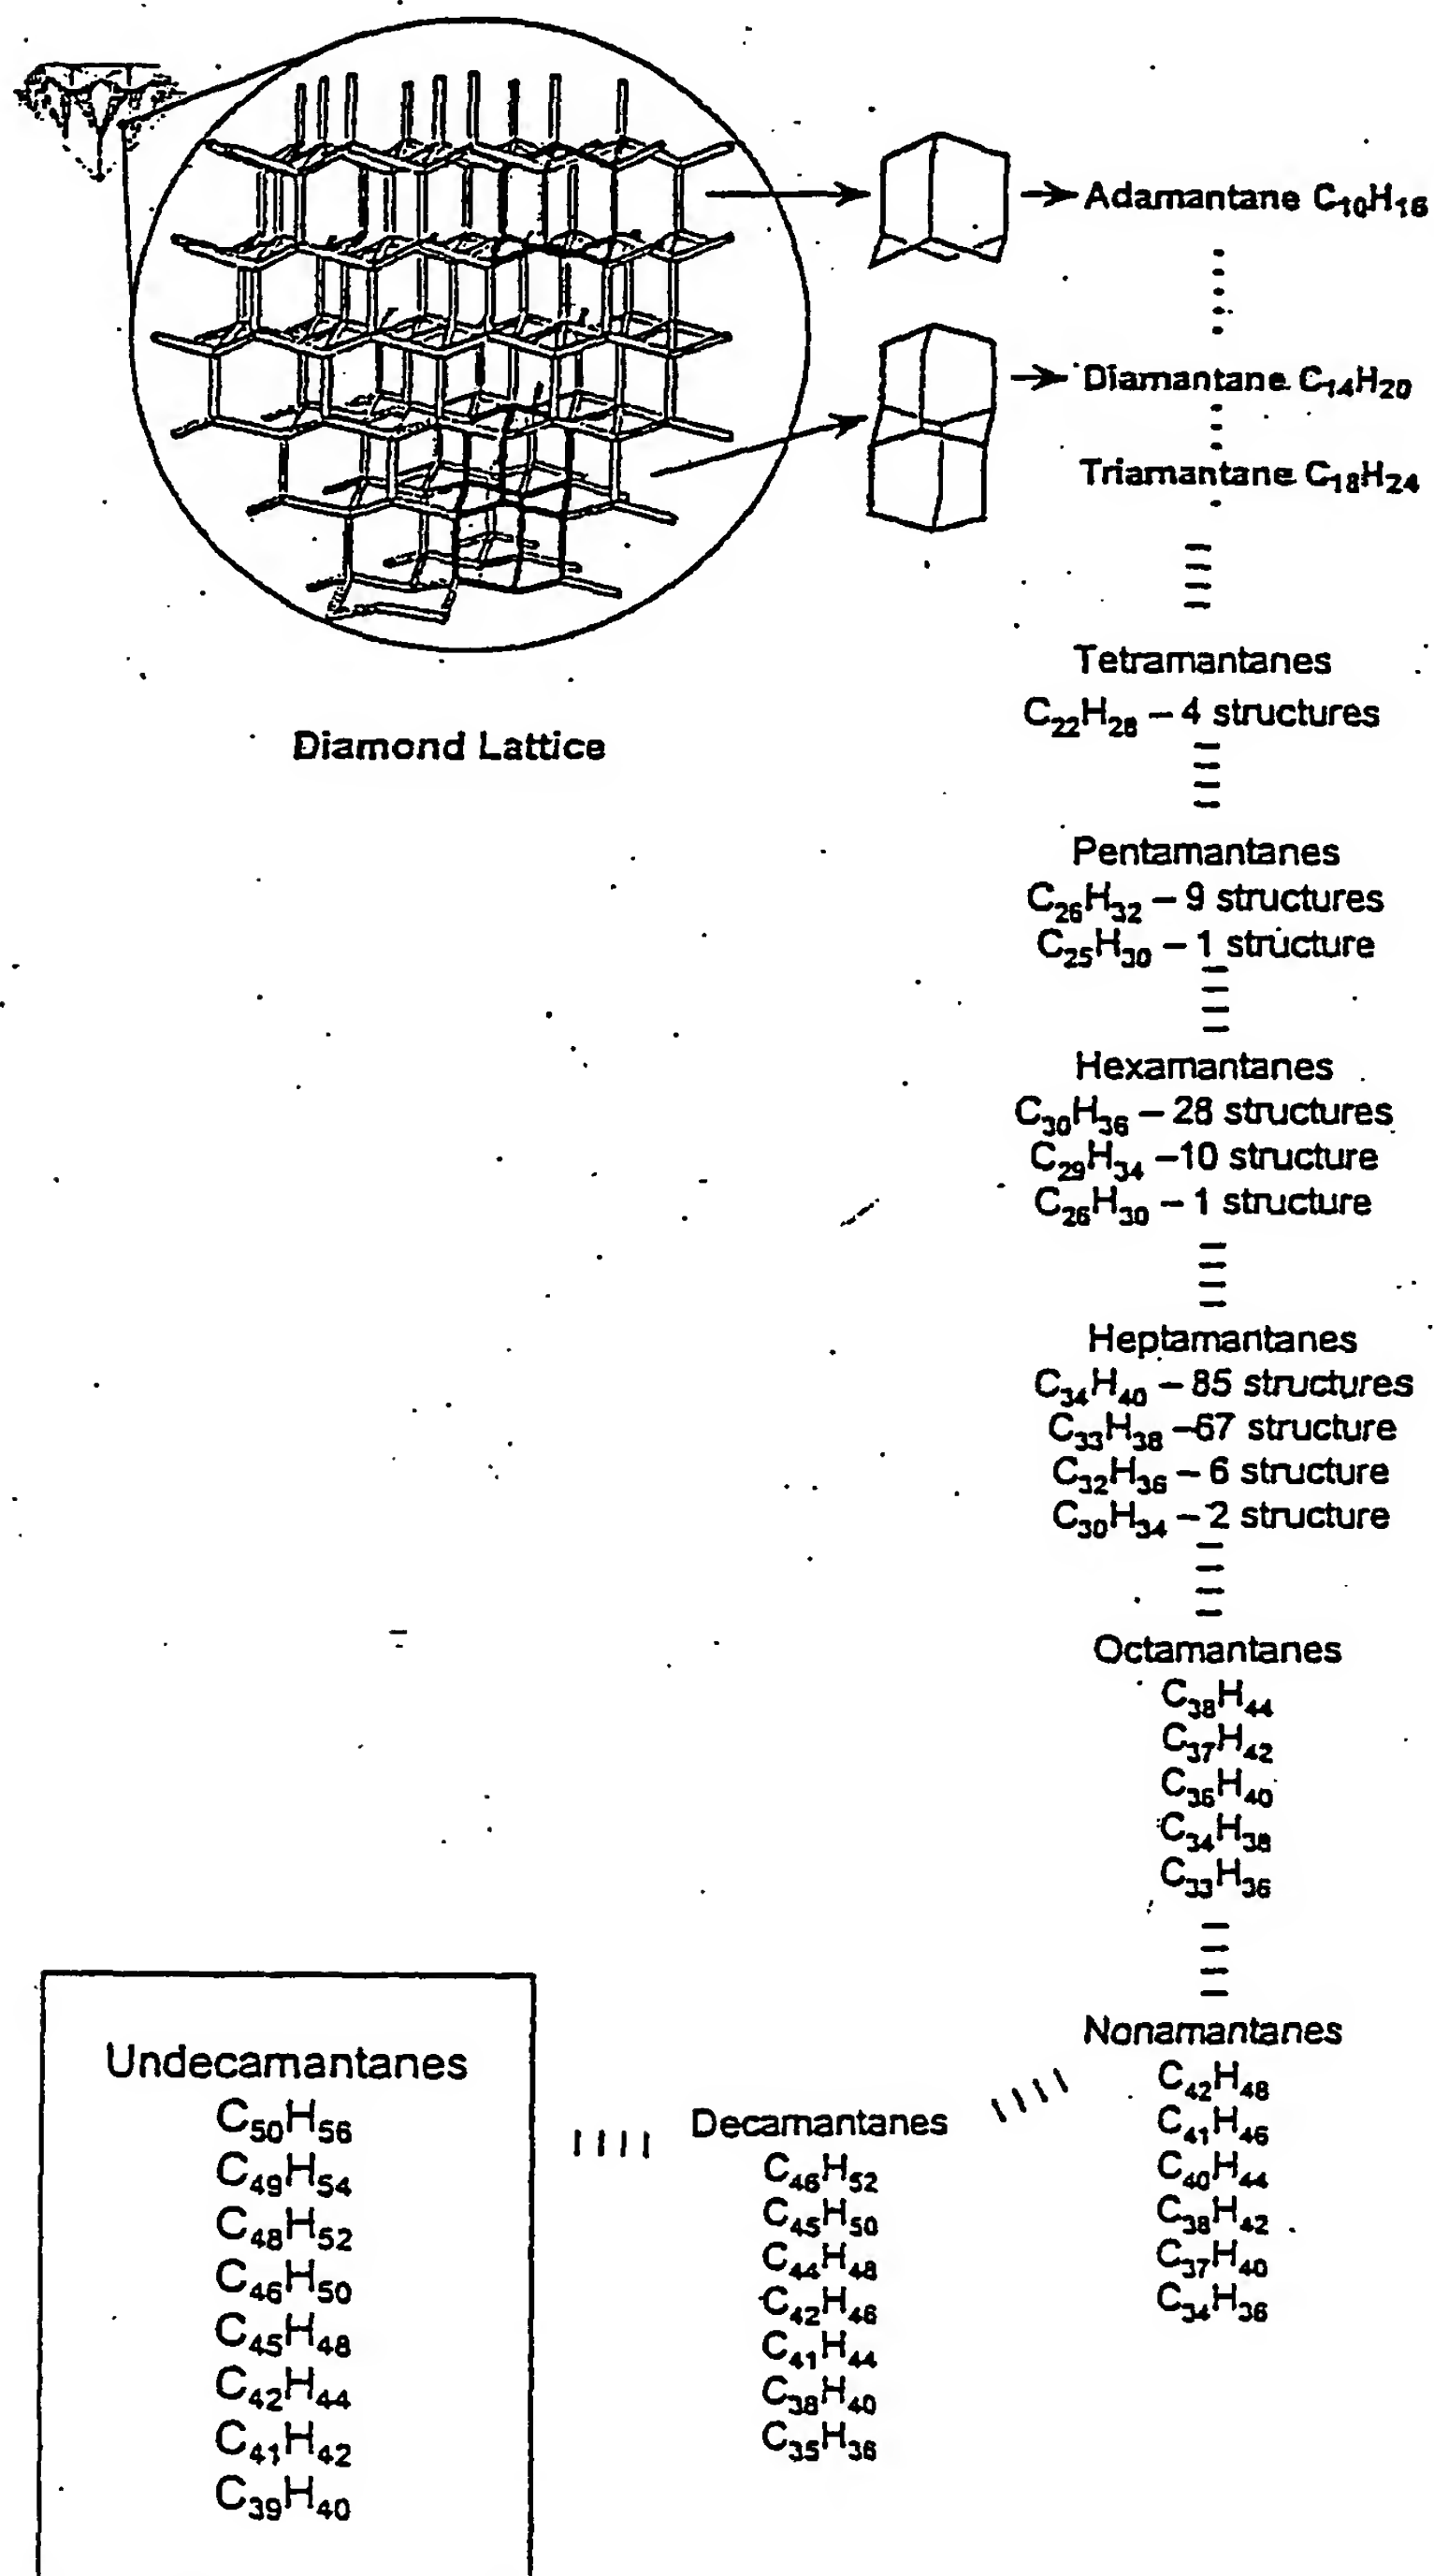 Adamantane C₁₀H₁₆
Diamantane C₁₄H₂₀
Triamantane C₁₈H₂₄
Diamond Lattice
Tetramantanes
C₂₂H₂₈ – 4 structures
Pentamantanes
C₂₆H₃₂ – 9 structures
C₂₅H₃₀ – 1 structure
Hexamantanes
C₃₀H₃₆ – 28 structures
C₂₉H₃₄ –10 structure
C₂₆H₃₀ – 1 structure
Heptamantanes
C₃₄H₄₀ – 85 structures
C₃₃H₃₈ –67 structure
C₃₂H₃₆ – 6 structure
C₃₀H₃₄ – 2 structure
Octamantanes
C₃₈H₄₄
C₃₇H₄₂
C₃₆H₄₀
C₃₄H₃₈
C₃₃H₃₆
Nonamantanes
C₄₂H₄₈
C₄₁H₄₆
C₄₀H₄₄
C₃₈H₄₂
C₃₇H₄₀
C₃₄H₃₆
Decamantanes
C₄₆H₅₂
C₄₅H₅₀
C₄₄H₄₈
C₄₂H₄₆
C₄₁H₄₄
C₃₈H₄₀
C₃₅H₃₆
Undecamantanes
C₅₀H₅₆
C₄₉H₅₄
C₄₈H₅₂
C₄₆H₅₀
C₄₅H₄₈
C₄₂H₄₄
C₄₁H₄₂
C₃₉H₄₀